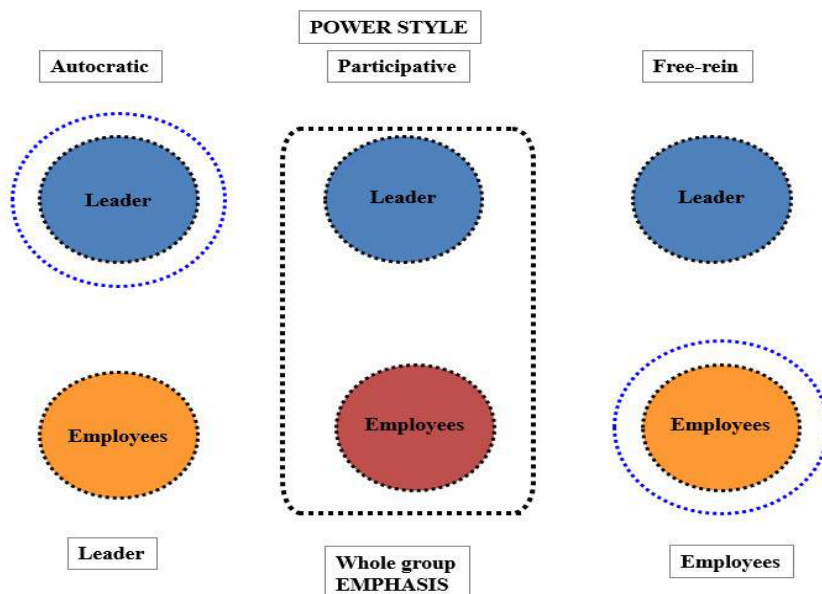 POWER STYLE
Autocratic
Participative
Free-rein
Leader
Leader
Leader
Employees
Employees
Employees
Leader
Whole group
EMPHASIS
Employees